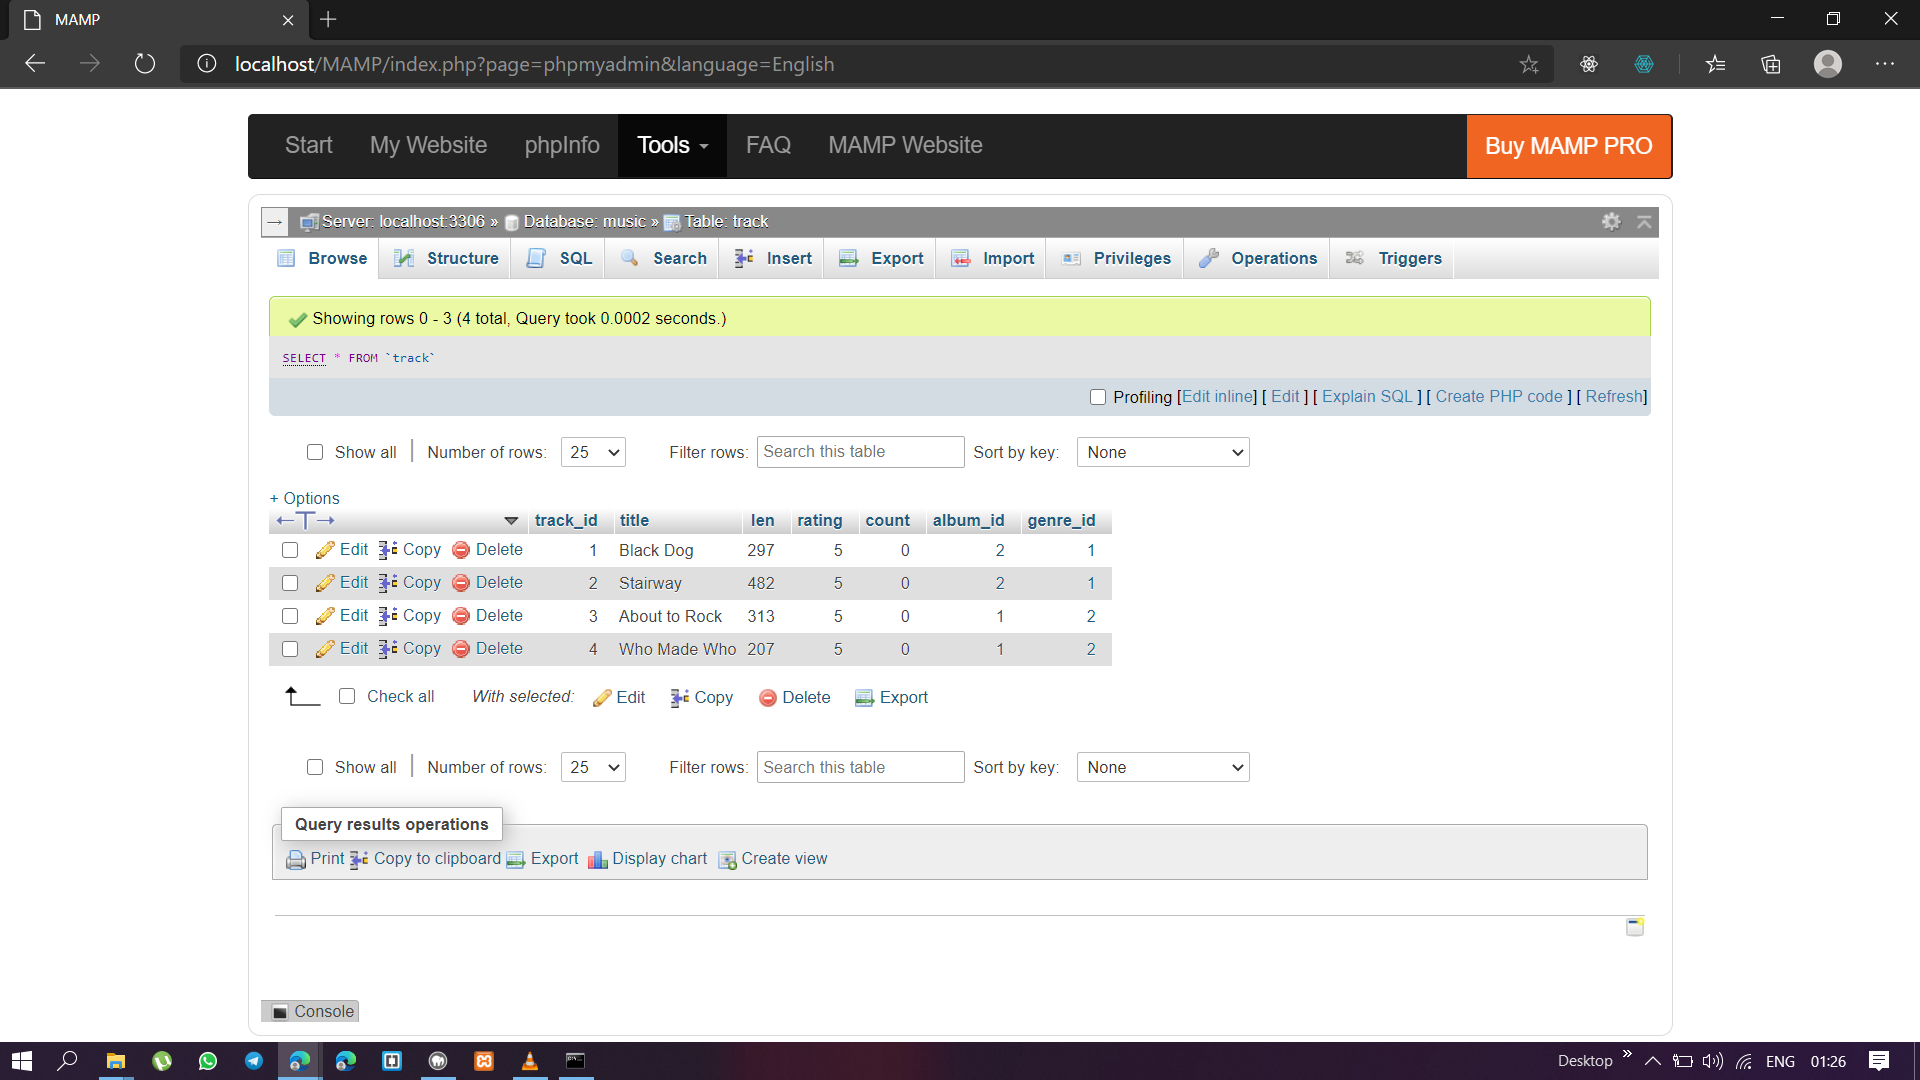 MAMP
localhost/MAMP/index.php?page=phpmyadmin&language=English
Start My Website phpInfo Tools FAQ MAMP Website Buy MAMP PRO
Server: localhost:3306 » Database: music » Table: track
Browse Structure SQL Search Insert Export Import Privileges Operations Triggers
Showing rows 0 - 3 (4 total, Query took 0.0002 seconds.)
SELECT * FROM `track`
Profiling [Edit inline] [ Edit ] [ Explain SQL ] [ Create PHP code ] [ Refresh]
Show all Number of rows: 25 Filter rows: Search this table Sort by key: None
+ Options
←T→ track_id title len rating count album_id genre_id
Edit Copy Delete 1 Black Dog 297 5 0 2 1
Edit Copy Delete 2 Stairway 482 5 0 2 1
Edit Copy Delete 3 About to Rock 313 5 0 1 2
Edit Copy Delete 4 Who Made Who 207 5 0 1 2
Check all With selected: Edit Copy Delete Export
Show all Number of rows: 25 Filter rows: Search this table Sort by key: None
Query results operations
Print Copy to clipboard Export Display chart Create view
Console
Desktop » ENG 01:26